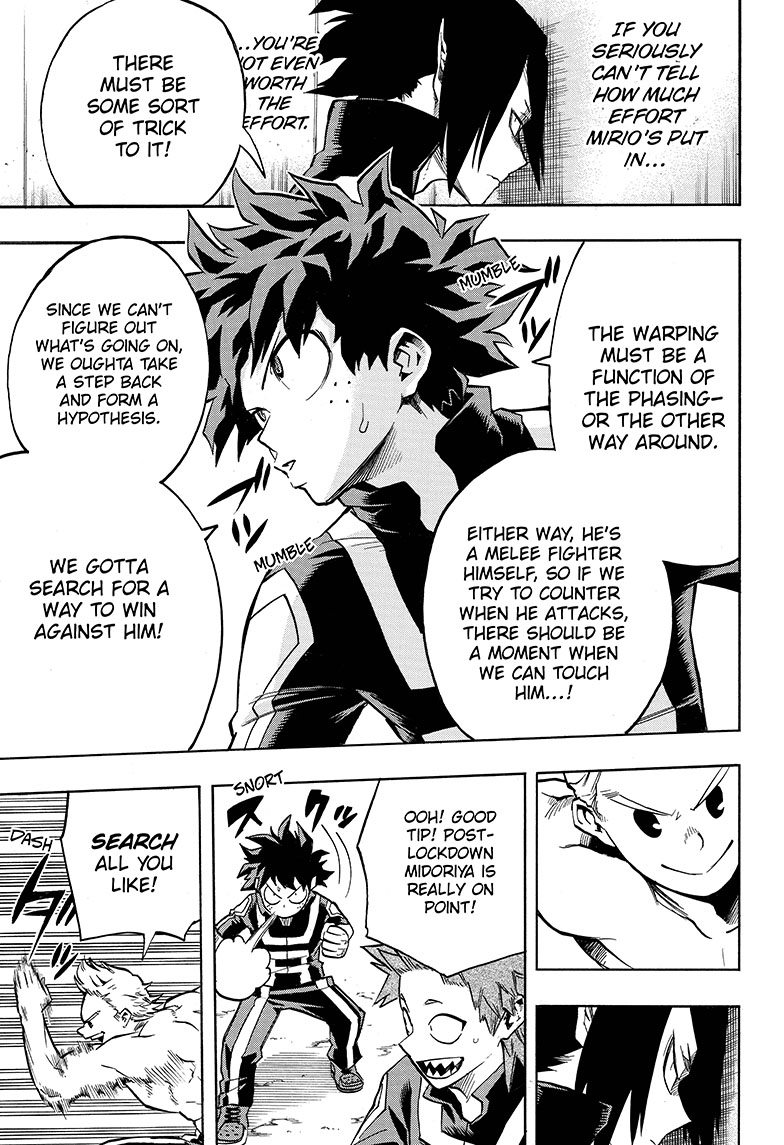 IF YOU
SERIOUSLY
CAN'T TELL
HOW MUCH
EFFORT
MIRIO'S PUT
IN...
...YOU'RE
NOT EVEN
WORTH
THE
EFFORT.
THERE
MUST BE
SOME SORT
OF TRICK
TO IT!
THE WARPING
MUST BE A
FUNCTION OF
THE PHASING—
OR THE OTHER
WAY AROUND.
EITHER WAY, HE'S
A MELEE FIGHTER
HIMSELF, SO IF WE
TRY TO COUNTER
WHEN HE ATTACKS,
THERE SHOULD BE
A MOMENT WHEN
WE CAN TOUCH
HIM...!
MUMBLE
ブツ
SINCE WE CAN'T
FIGURE OUT
WHAT'S GOING ON,
WE OUGHTA TAKE
A STEP BACK
AND FORM A
HYPOTHESIS.
WE GOTTA
SEARCH FOR A
WAY TO WIN
AGAINST HIM!
MUMBLE
ブツ
OOH! GOOD
TIP! POST-
LOCKDOWN
MIDORIYA IS
REALLY ON
POINT!
SNORT
SEARCH
ALL YOU
LIKE!
DASH